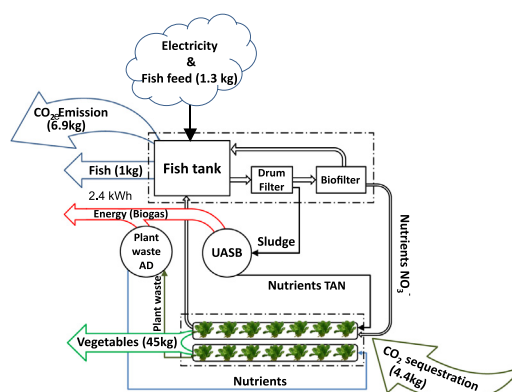 Electricity
&
Fish feed (1.3 kg)
CO2e Emission
(6.9kg)
Fish (1kg)
Fish tank
Drum
Filter
Biofilter
2.4 kWh
Energy (Biogas)
Plant
waste
AD
UASB
Sludge
Nutrients NO3-
Nutrients TAN
Plant waste
Vegetables (45kg)
CO2 sequestration
(4.4kg)
Nutrients